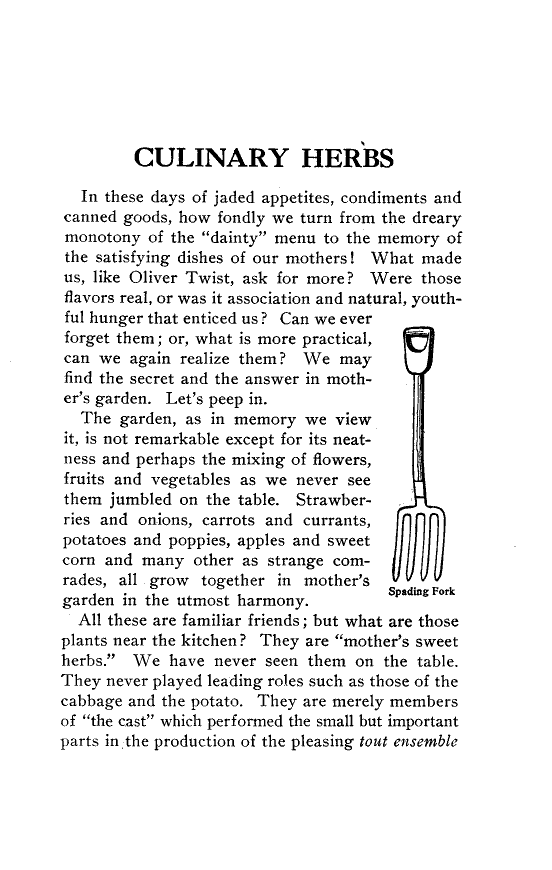 CULINARY HERBS
In these days of jaded appetites, condiments and
canned goods, how fondly we turn from the dreary
monotony of the "dainty" menu to the memory of
the satisfying dishes of our mothers! What made
us, like Oliver Twist, ask for more? Were those
flavors real, or was it association and natural, youth-
ful hunger that enticed us? Can we ever
forget them; or, what is more practical,
can we again realize them? We may
find the secret and the answer in moth-
er's garden. Let's peep in.
The garden, as in memory we view
it, is not remarkable except for its neat-
ness and perhaps the mixing of flowers,
fruits and vegetables as we never see
them jumbled on the table. Strawber-
ries and onions, carrots and currants,
potatoes and poppies, apples and sweet
corn and many other as strange com-
rades, all grow together in mother's
garden in the utmost harmony.
Spading Fork
All these are familiar friends; but what are those
plants near the kitchen? They are "mother's sweet
herbs." We have never seen them on the table.
They never played leading roles such as those of the
cabbage and the potato. They are merely members
of "the cast" which performed the small but important
parts in the production of the pleasing tout ensemble